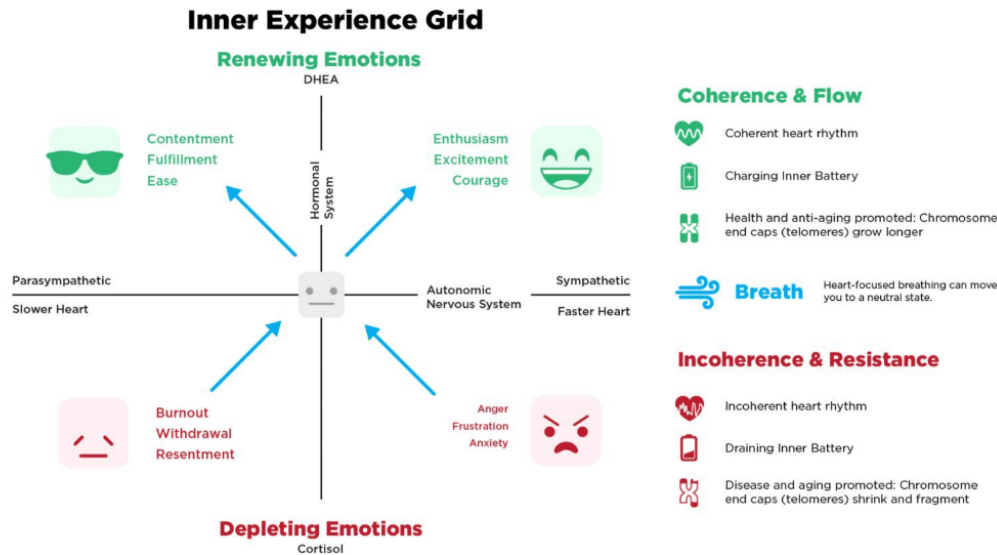 Inner Experience Grid
Renewing Emotions
DHEA
Contentment
Fulfillment
Ease
Enthusiasm
Excitement
Courage
Hormonal
System
Parasympathetic
Slower Heart
Autonomic
Nervous System
Sympathetic
Faster Heart
Burnout
Withdrawal
Resentment
Anger
Frustration
Anxiety
Depleting Emotions
Cortisol
Coherence & Flow
Coherent heart rhythm
Charging Inner Battery
Health and anti-aging promoted: Chromosome
end caps (telomeres) grow longer
Breath
Heart-focused breathing can move
you to a neutral state.
Incoherence & Resistance
Incoherent heart rhythm
Draining Inner Battery
Disease and aging promoted: Chromosome
end caps (telomeres) shrink and fragment